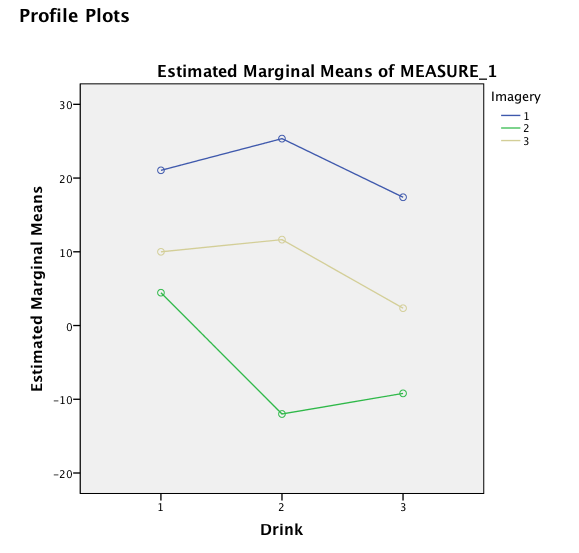 Profile Plots
Estimated Marginal Means of MEASURE_1
Imagery
1
2
3
Estimated Marginal Means
30
20
10
0
-10
-20
1 2 3
Drink